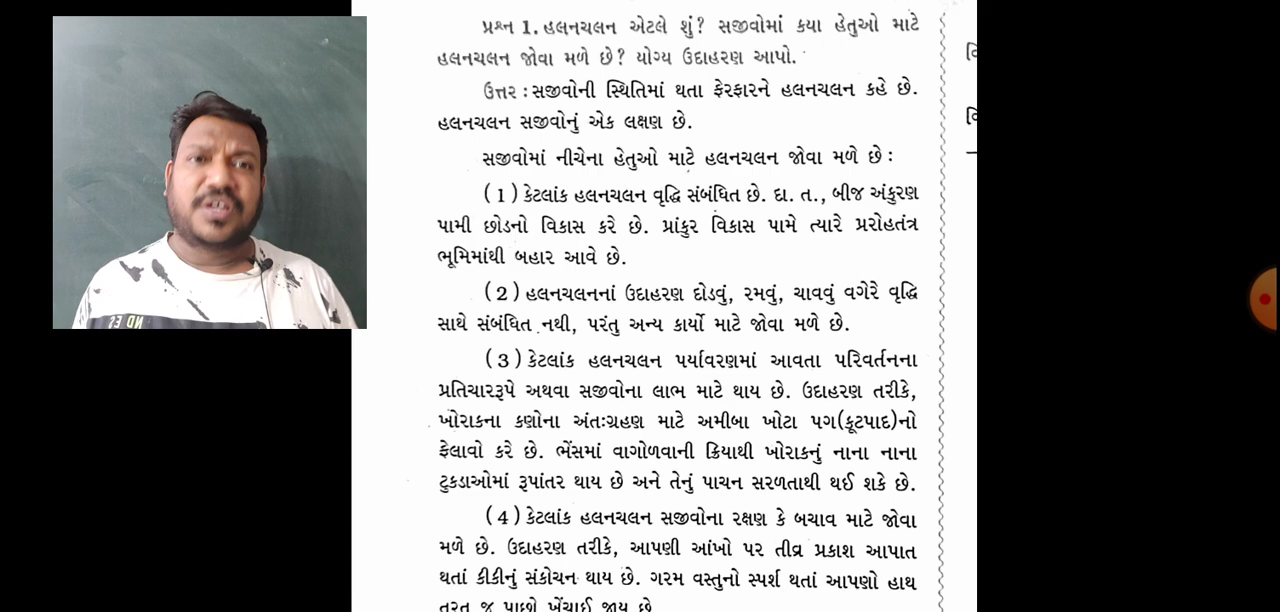 પ્રશ્ન 1. હલનચલન એટલે શું? સજીવોમાં કયા હેતુઓ માટે
હલનચલન જોવા મળે છે? યોગ્ય ઉદાહરણ આપો.
ઉત્તર : સજીવોની સ્થિતિમાં થતા ફેરફારને હલનચલન કહે છે.
હલનચલન સજીવોનું એક લક્ષણ છે.
સજીવોમાં નીચેના હેતુઓ માટે હલનચલન જોવા મળે છે :
(1) કેટલાંક હલનચલન વૃદ્ધિ સંબંધિત છે. દા. ત., બીજ અંકુરણ
પામી છોડનો વિકાસ કરે છે. પ્રાંકુર વિકાસ પામે ત્યારે પ્રરોહતંત્ર
ભૂમિમાંથી બહાર આવે છે.
(2) હલનચલનનાં ઉદાહરણ દોડવું, રમવું, ચાવવું વગેરે વૃદ્ધિ
સાથે સંબંધિત નથી, પરંતુ અન્ય કાર્યો માટે જોવા મળે છે.
(3) કેટલાંક હલનચલન પર્યાવરણમાં આવતા પરિવર્તનના
પ્રતિચારરૂપે અથવા સજીવોના લાભ માટે થાય છે. ઉદાહરણ તરીકે,
ખોરાકના કણોના અંતઃગ્રહણ માટે અમીબા ખોટા પગ(કૂટપાદ)નો
ફેલાવો કરે છે. ભેંસમાં વાગોળવાની ક્રિયાથી ખોરાકનું નાના નાના
ટુકડાઓમાં રૂપાંતર થાય છે અને તેનું પાચન સરળતાથી થઈ શકે છે.
(4) કેટલાંક હલનચલન સજીવોના રક્ષણ કે બચાવ માટે જોવા
મળે છે. ઉદાહરણ તરીકે, આપણી આંખો પર તીવ્ર પ્રકાશ આપાત
થતાં કીકીનું સંકોચન થાય છે. ગરમ વસ્તુનો સ્પર્શ થતાં આપણો હાથ
તરત જ પાછો ખેંચાઈ જાય છે